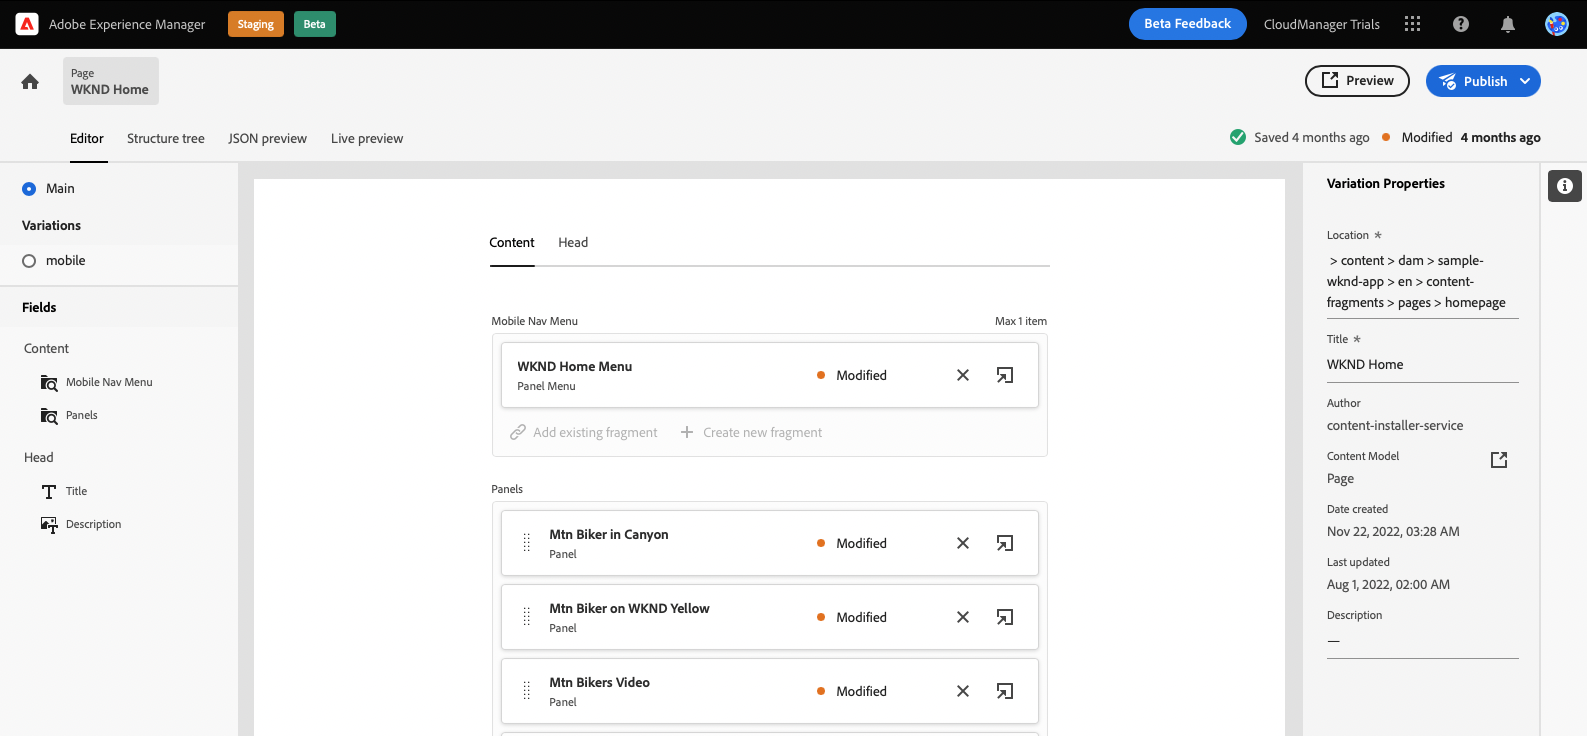 Adobe Experience Manager
Staging
Beta
Beta Feedback
CloudManager Trials
Page
WKND Home
Preview
Publish
Editor
Structure tree
JSON preview
Live preview
Saved 4 months ago
Modified 4 months ago
Main
Variations
mobile
Fields
Content
Mobile Nav Menu
Panels
Head
Title
Description
Content
Head
Mobile Nav Menu
Max 1 item
WKND Home Menu
Panel Menu
Modified
Add existing fragment
Create new fragment
Panels
Mtn Biker in Canyon
Panel
Modified
Mtn Biker on WKND Yellow
Panel
Modified
Mtn Bikers Video
Panel
Modified
Variation Properties
Location *
> content > dam > sample-
wknd-app > en > content-
fragments > pages > homepage
Title *
WKND Home
Author
content-installer-service
Content Model
Page
Date created
Nov 22, 2022, 03:28 AM
Last updated
Aug 1, 2022, 02:00 AM
Description
—